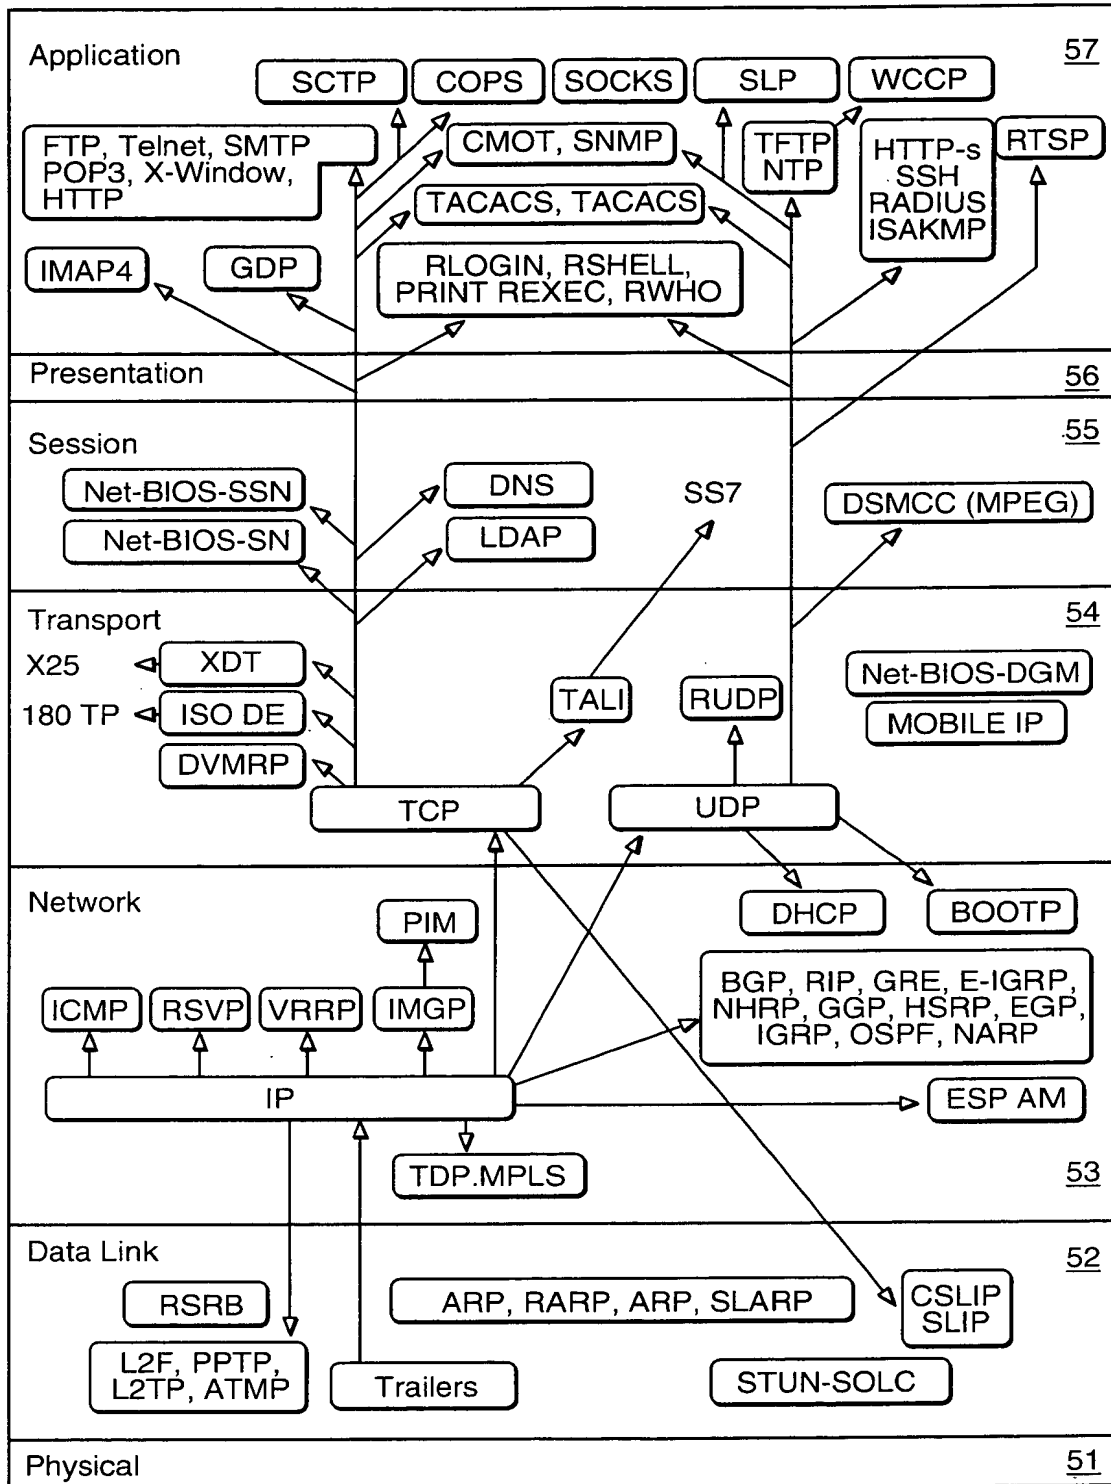 Application
57
SCTP
COPS
SOCKS
SLP
WCCP
FTP, Telnet, SMTP
POP3, X-Window,
HTTP
CMOT, SNMP
TFTP
NTP
HTTP-s
SSH
RADIUS
ISAKMP
RTSP
TACACS, TACACS
IMAP4
GDP
RLOGIN, RSHELL,
PRINT REXEC, RWHO
Presentation
56
Session
55
Net-BIOS-SSN
DNS
SS7
DSMCC (MPEG)
Net-BIOS-SN
LDAP
Transport
54
X25
XDT
TALI
RUDP
Net-BIOS-DGM
180 TP
ISO DE
MOBILE IP
DVMRP
TCP
UDP
Network
PIM
DHCP
BOOTP
ICMP
RSVP
VRRP
IMGP
BGP, RIP, GRE, E-IGRP,
NHRP, GGP, HSRP, EGP,
IGRP, OSPF, NARP
IP
ESP AM
TDP.MPLS
53
Data Link
52
RSRB
ARP, RARP, ARP, SLARP
CSLIP
SLIP
L2F, PPTP,
L2TP, ATMP
Trailers
STUN-SOLC
Physical
51